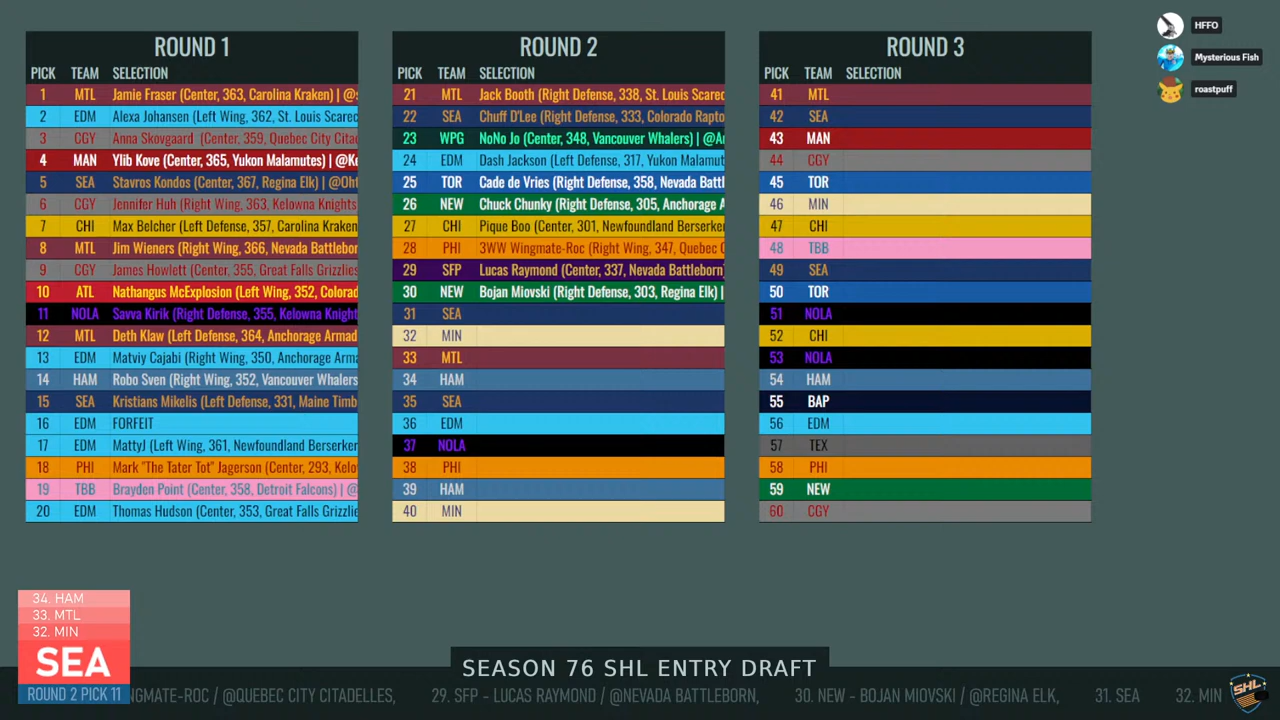 ROUND 1
PICK TEAM SELECTION
1 MTL Jamie Fraser (Center, 363, Carolina Kraken) | @
2 EDM Alexa Johansen (Left Wing, 362, St. Louis Scarec
3 CGY Anna Skovgaard (Center, 359, Quebec City Citade
4 MAN Ylib Kove (Center, 365, Yukon Malamutes) | @K
5 SEA Stavros Kondos (Center, 367, Regina Elk) | @Oh
6 CGY Jennifer Huh (Right Wing, 363, Kelowna Knights
7 CHI Max Belcher (Left Defense, 357, Carolina Kraken
8 MTL Jim Wieners (Right Wing, 366, Nevada Battlebor
9 CGY James Howlett (Center, 355, Great Falls Grizzlies
10 ATL Nathangus McExplosion (Left Wing, 352, Colorad
11 NOLA Savva Kirik (Right Defense, 355, Kelowna Knight
12 MTL Deth Klaw (Left Defense, 364, Anchorage Armad
13 EDM Matviy Cajabi (Right Wing, 350, Anchorage Arma
14 HAM Robo Sven (Right Wing, 352, Vancouver Whalers
15 SEA Kristians Mikelis (Left Defense, 331, Maine Timb
16 EDM FORFEIT
17 EDM MattyJ (Left Wing, 361, Newfoundland Berserker
18 PHI Mark "The Tater Tot" Jagerson (Center, 293, Kelo
19 TBB Brayden Point (Center, 358, Detroit Falcons) | @
20 EDM Thomas Hudson (Center, 353, Great Falls Grizzlie
ROUND 2
PICK TEAM SELECTION
21 MTL Jack Booth (Right Defense, 338, St. Louis Scarec
22 SEA Chuff D'Lee (Right Defense, 333, Colorado Rapto
23 WPG NoNo Jo (Center, 348, Vancouver Whalers) | @A
24 EDM Dash Jackson (Left Defense, 317, Yukon Malamut
25 TOR Cade de Vries (Right Defense, 358, Nevada Battl
26 NEW Chuck Chunky (Right Defense, 305, Anchorage A
27 CHI Pique Boo (Center, 301, Newfoundland Berserke
28 PHI 3WW Wingmate-Roc (Right Wing, 347, Quebec C
29 SFP Lucas Raymond (Center, 337, Nevada Battleborn)
30 NEW Bojan Miovski (Right Defense, 303, Regina Elk) |
31 SEA
32 MIN
33 MTL
34 HAM
35 SEA
36 EDM
37 NOLA
38 PHI
39 HAM
40 MIN
ROUND 3
PICK TEAM SELECTION
41 MTL
42 SEA
43 MAN
44 CGY
45 TOR
46 MIN
47 CHI
48 TBB
49 SEA
50 TOR
51 NOLA
52 CHI
53 NOLA
54 HAM
55 BAP
56 EDM
57 TEX
58 PHI
59 NEW
60 CGY
HFFO
Mysterious Fish
roastpuff
34. HAM
33. MTL
32. MIN
SEA
ROUND 2 PICK 11
SEASON 76 SHL ENTRY DRAFT
NGMATE-ROC / @QUEBEC CITY CITADELLES, 29. SFP - LUCAS RAYMOND / @NEVADA BATTLEBORN, 30. NEW - BOJAN MIOVSKI / @REGINA ELK, 31. SEA 32. MIN
SHL